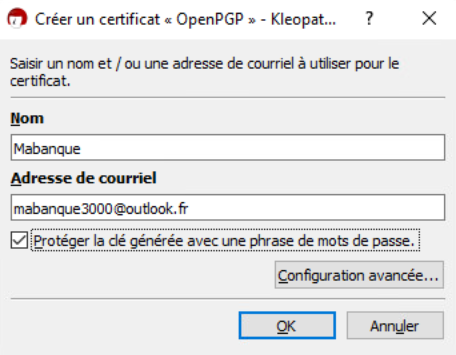 Créer un certificat « OpenPGP » - Kleopat... ? ×
Saisir un nom et / ou une adresse de courriel à utiliser pour le
certificat.
Nom
Mabanque
Adresse de courriel
mabanque3000@outlook.fr
Protéger la clé générée avec une phrase de mots de passe.
Configuration avancée...
OK Annuler